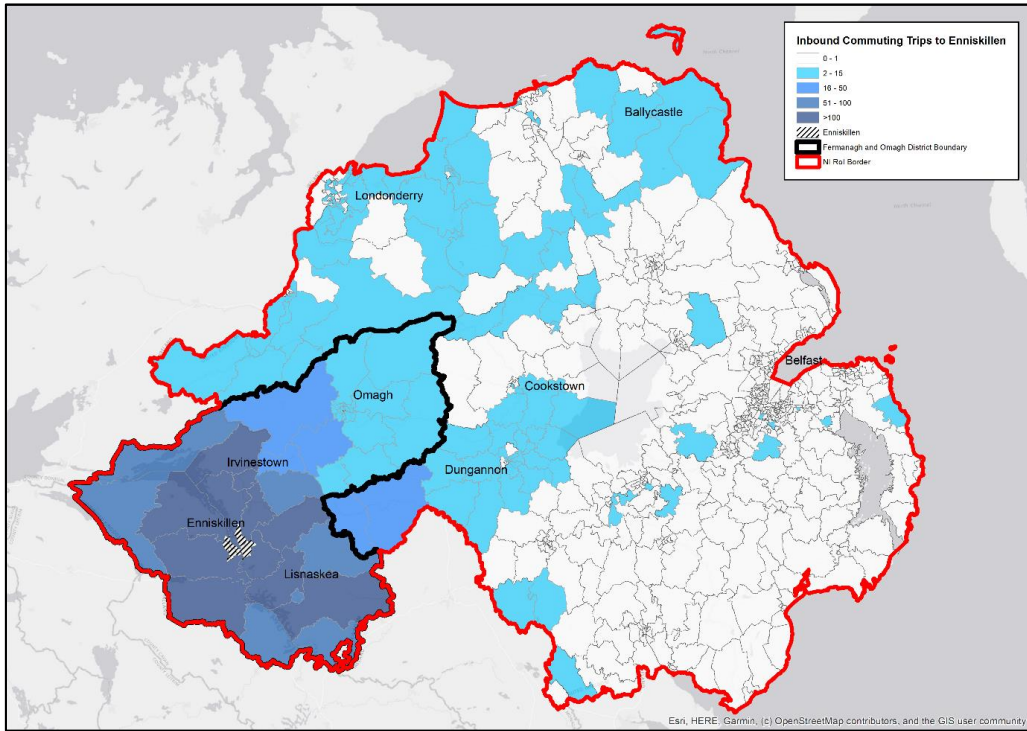 Inbound Commuting Trips to Enniskillen
0 - 1
2 - 15
16 - 50
51 - 100
>100
Enniskillen
Fermanagh and Omagh District Boundary
NI RoI Border
Ballycastle
Londonderry
Belfast
Omagh
Cookstown
Irvinestown
Dungannon
Enniskillen
Lisnaskea
Esri, HERE, Garmin, (c) OpenStreetMap contributors, and the GIS user community